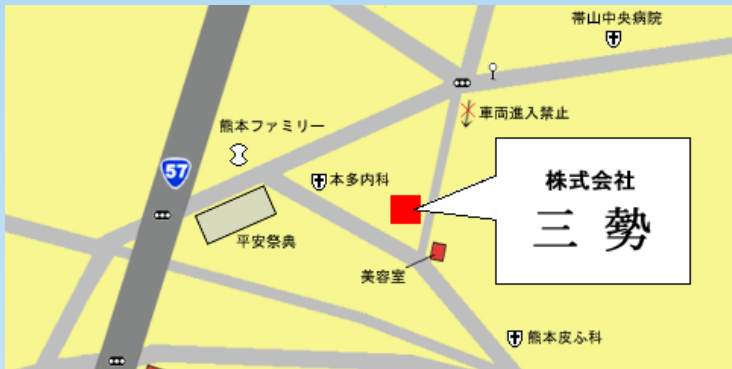 帯山中央病院
車両進入禁止
熊本ファミリー
57
本多内科
株式会社
三勢
平安祭典
美容室
熊本皮ふ科